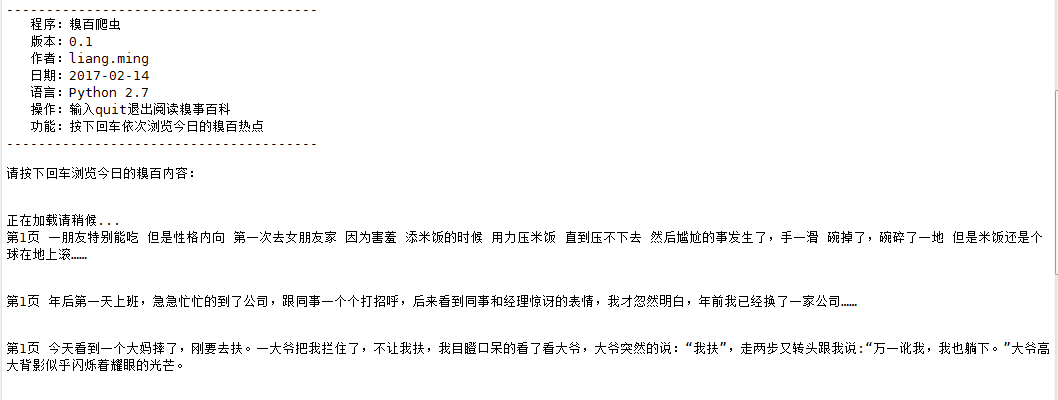 ---------------------------------------
程序：糗百爬虫
版本：0.1
作者：liang.ming
日期：2017-02-14
语言：Python 2.7
操作：输入quit退出阅读糗事百科
功能：按下回车依次浏览今日的糗百热点
---------------------------------------
请按下回车浏览今日的糗百内容：
正在加载请稍候...
第1页 一朋友特别能吃 但是性格内向 第一次去女朋友家 因为害羞 添米饭的时候 用力压米饭 直到压不下去 然后尴尬的事发生了，手一滑 碗掉了，碗碎了一地 但是米饭还是个
球在地上滚……
第1页 年后第一天上班，急急忙忙的到了公司，跟同事一个个打招呼，后来看到同事和经理惊讶的表情，我才忽然明白，年前我已经换了一家公司……
第1页 今天看到一个大妈摔了，刚要去扶。一大爷把我拦住了，不让我扶，我目瞪口呆的看了看大爷，大爷突然的说：“我扶”，走两步又转头跟我说:“万一讹我，我也躺下。”大爷高
大背影似乎闪烁着耀眼的光芒。